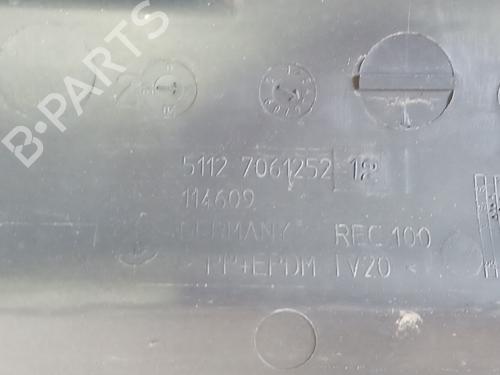 B-PARTS
5112 7061252 12
114609
GERMANY REC 100
PP+EPDM TV20